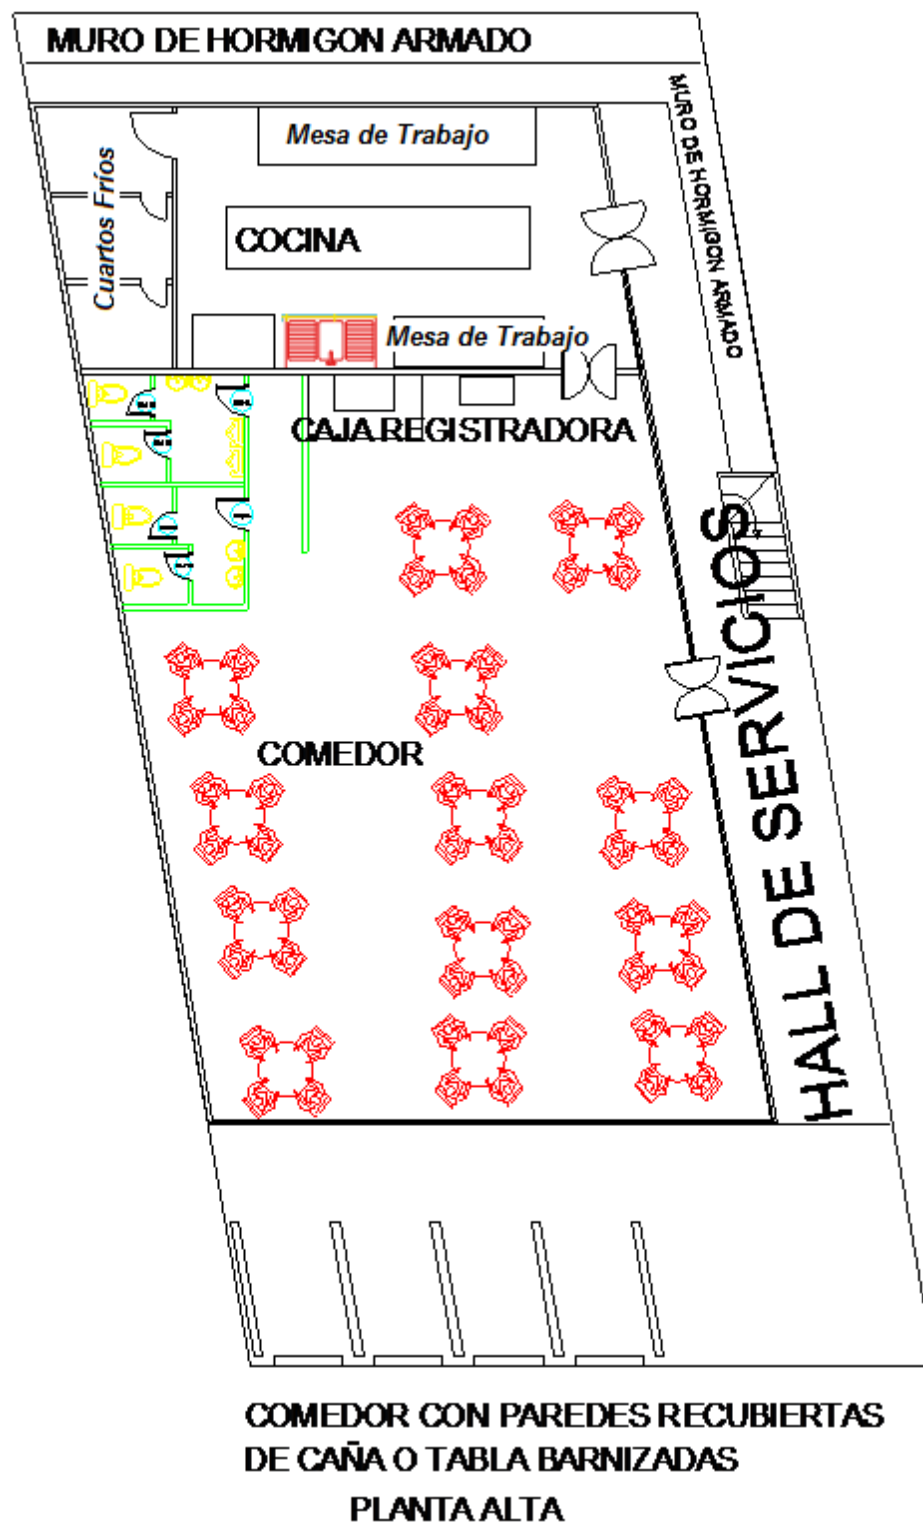 MURO DE HORMIGON ARMADO
MURO DE HORMIGON ARMADO
Mesa de Trabajo
Cuartos Fríos
COCINA
Mesa de Trabajo
CAJA REGISTRADORA
HALL DE SERVICIOS
COMEDOR
COMEDOR CON PAREDES RECUBIERTAS
DE CAÑA O TABLA BARNIZADAS
PLANTA ALTA